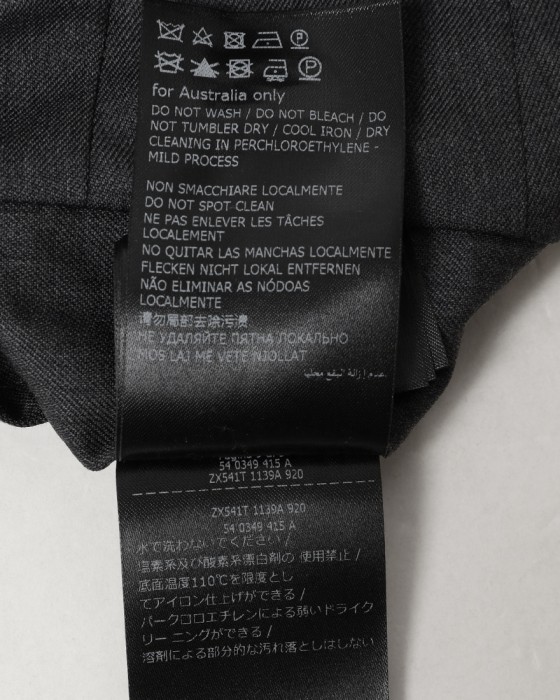 for Australia only
DO NOT WASH / DO NOT BLEACH / DO
NOT TUMBLER DRY / COOL IRON / DRY
CLEANING IN PERCHLOROETHYLENE -
MILD PROCESS
NON SMACCHIARE LOCALMENTE
DO NOT SPOT CLEAN
NE PAS ENLEVER LES TÂCHES
LOCALEMENT
NO QUITAR LAS MANCHAS LOCALMENTE
FLECKEN NICHT LOKAL ENTFERNEN
NÃO ELIMINAR AS NÓDOAS
LOCALMENTE
请勿局部去除污渍
НЕ УДАЛЯЙТЕ ПЯТНА ЛОКАЛЬНО
MOS LAJ ME VETE NJOLLAT
عدم إزالة البقع محليا.
54 0349 415 A
ZX541T 1139A 920
ZX541T 1139A 920
54 0349 415 A
水で洗わないでください /
塩素系及び酸素系漂白剤の 使用禁止 /
底面温度110℃を限度とし
てアイロン仕上げができる /
パークロロエチレンによる弱いドライク
リー ニングができる /
溶剤による部分的な汚れ落としはしない